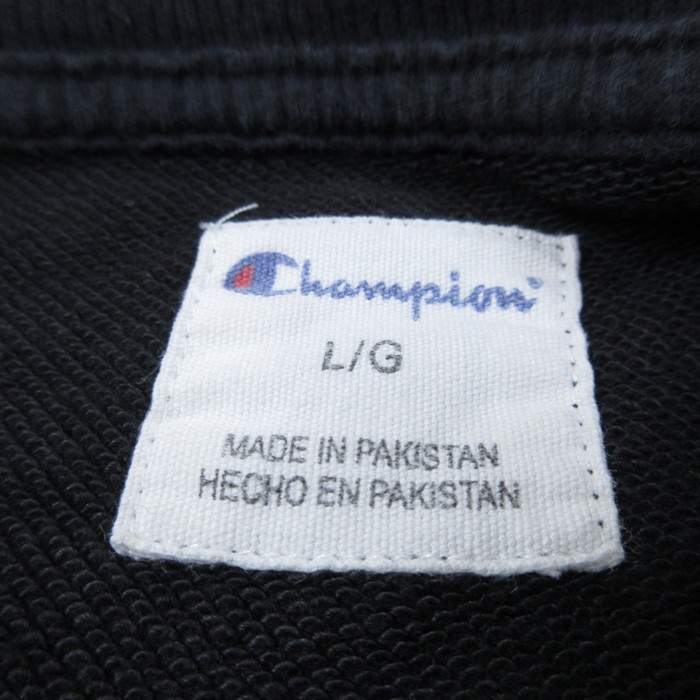 Champion
L/G
MADE IN PAKISTAN
HECHO EN PAKISTAN